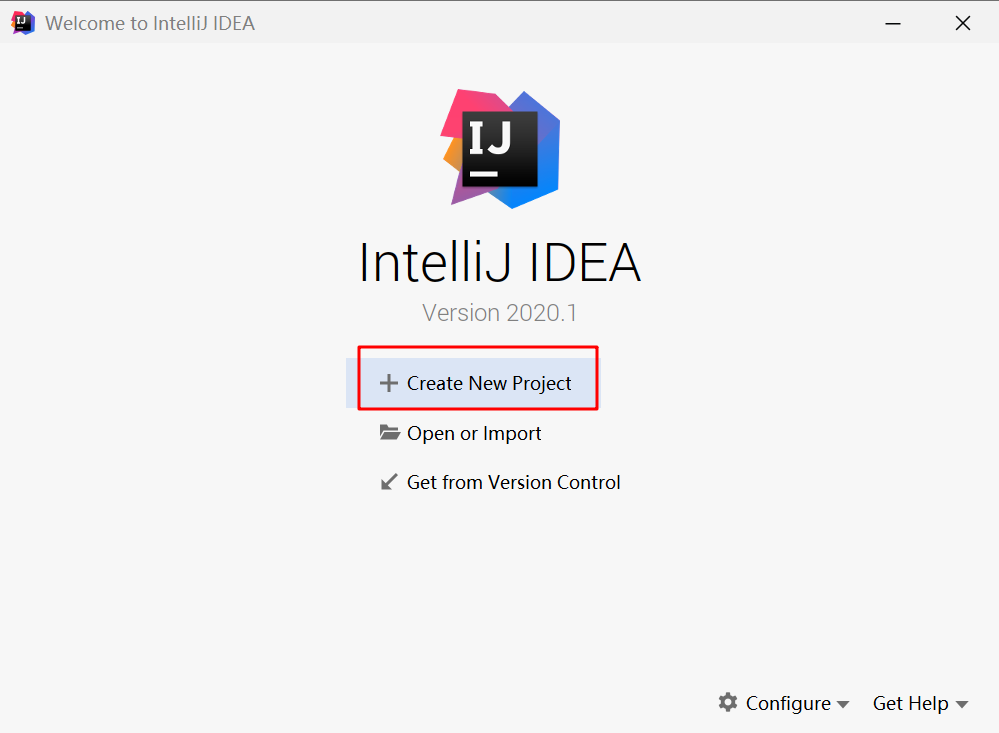 Welcome to IntelliJ IDEA
IJ
IntelliJ IDEA
Version 2020.1
Create New Project
Open or Import
Get from Version Control
Configure
Get Help